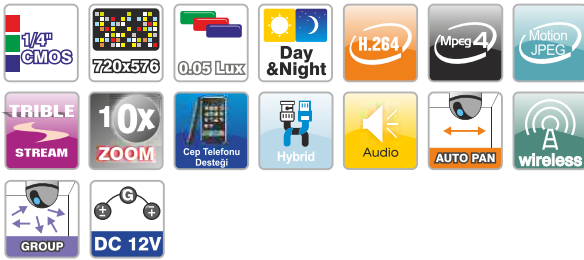 1/4"
CMOS
720x576
0.05 Lux
Day
&Night
H.264
Mpeg4
Motion
JPEG
TRIBLE
STREAM
10x
ZOOM
Cep Telefonu
Desteği
Hybrid
Audio
AUTO PAN
wireless
GROUP
G
DC 12V